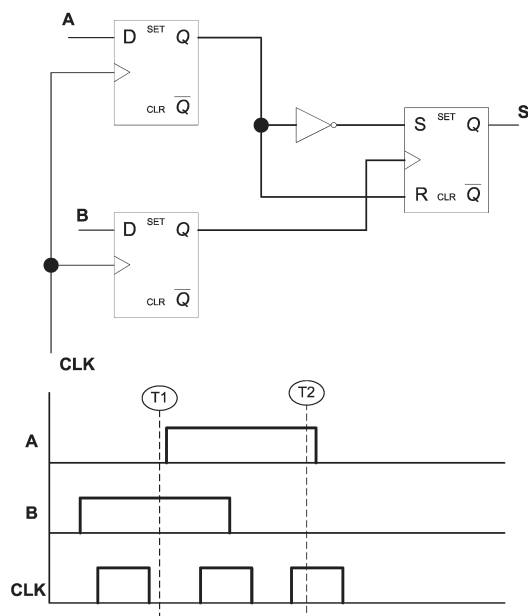 A
D SET Q
CLR Q̅
S SET Q
S
R CLR Q̅
B
D SET Q
CLR Q̅
CLK
T1
T2
A
B
CLK